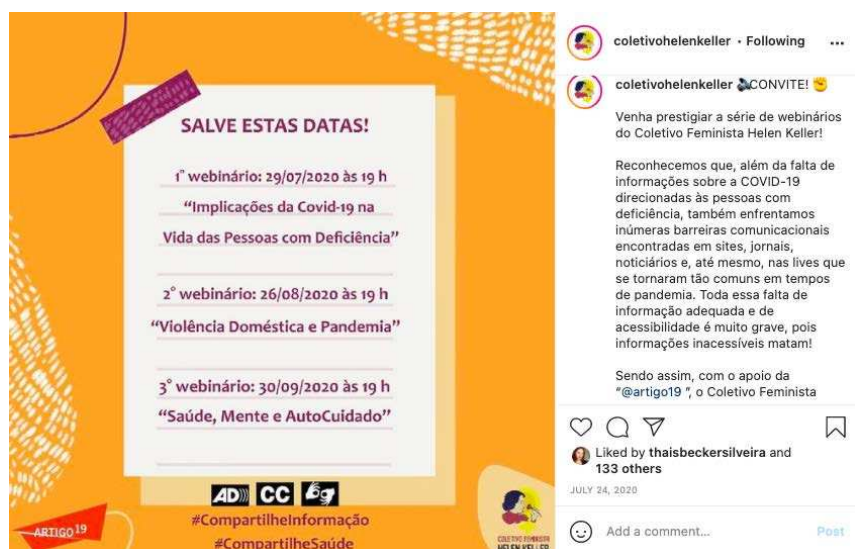 SALVE ESTAS DATAS!
1° webinário: 29/07/2020 às 19 h
“Implicações da Covid-19 na
Vida das Pessoas com Deficiência”
2° webinário: 26/08/2020 às 19 h
“Violência Doméstica e Pandemia”
3° webinário: 30/09/2020 às 19 h
“Saúde, Mente e AutoCuidado”
AD)) CC
#CompartilheInformação
#CompartilheSaúde
ARTIGO 19
COLETIVO FEMINISTA
HELEN KELLER
coletivohelenkeller • Following
coletivohelenkeller 🔊CONVITE! ✊
Venha prestigiar a série de webinários
do Coletivo Feminista Helen Keller!
Reconhecemos que, além da falta de
informações sobre a COVID-19
direcionadas às pessoas com
deficiência, também enfrentamos
inúmeras barreiras comunicacionais
encontradas em sites, jornais,
noticiários e, até mesmo, nas lives que
se tornaram tão comuns em tempos
de pandemia. Toda essa falta de
informação adequada e de
acessibilidade é muito grave, pois
informações inacessíveis matam!
Sendo assim, com o apoio da
“@artigo19 ”, o Coletivo Feminista
Liked by thaisbeckersilveira and
133 others
JULY 24, 2020
Add a comment... Post